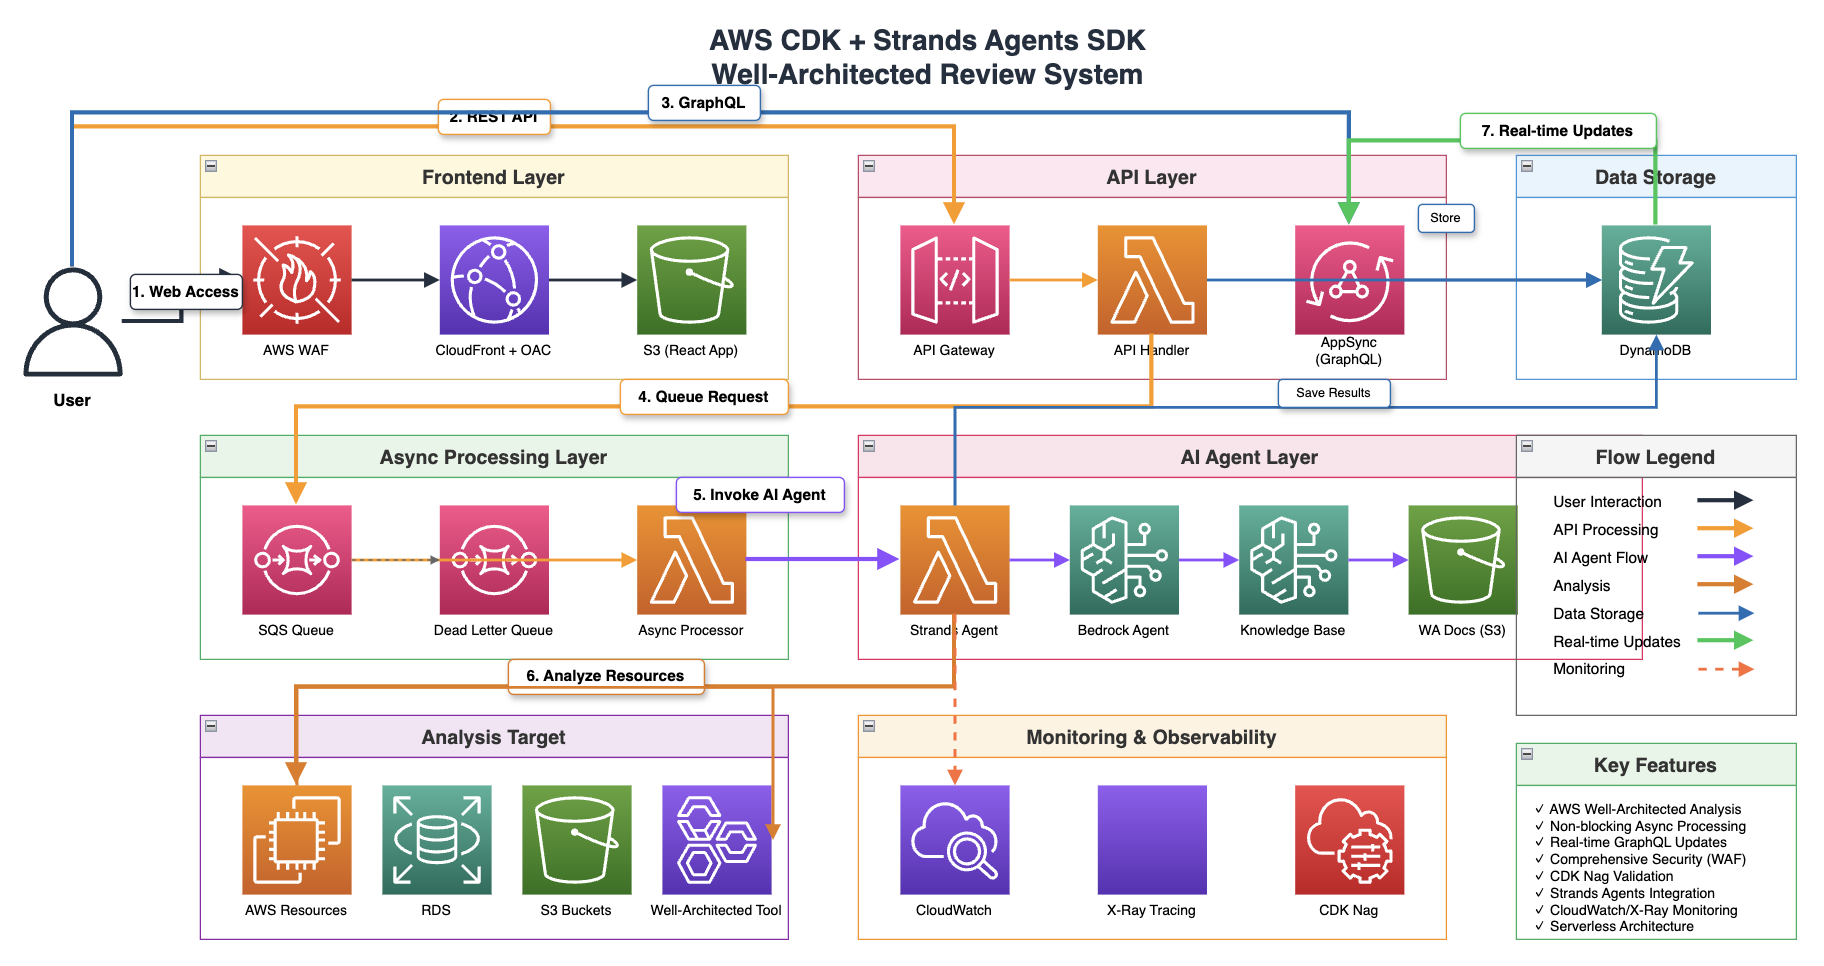 AWS CDK + Strands Agents SDK
Well-Architected Review System
3. GraphQL
2. REST API
7. Real-time Updates
Frontend Layer
API Layer
Data Storage
Store
1. Web Access
AWS WAF
CloudFront + OAC
S3 (React App)
API Gateway
API Handler
AppSync
(GraphQL)
DynamoDB
User
4. Queue Request
Save Results
Async Processing Layer
AI Agent Layer
Flow Legend
5. Invoke AI Agent
User Interaction
API Processing
AI Agent Flow
Analysis
Data Storage
Real-time Updates
Monitoring
SQS Queue
Dead Letter Queue
Async Processor
Strands Agent
Bedrock Agent
Knowledge Base
WA Docs (S3)
6. Analyze Resources
Analysis Target
Monitoring & Observability
Key Features
✓ AWS Well-Architected Analysis
✓ Non-blocking Async Processing
✓ Real-time GraphQL Updates
✓ Comprehensive Security (WAF)
✓ CDK Nag Validation
✓ Strands Agents Integration
✓ CloudWatch/X-Ray Monitoring
✓ Serverless Architecture
AWS Resources
RDS
S3 Buckets
Well-Architected Tool
CloudWatch
X-Ray Tracing
CDK Nag